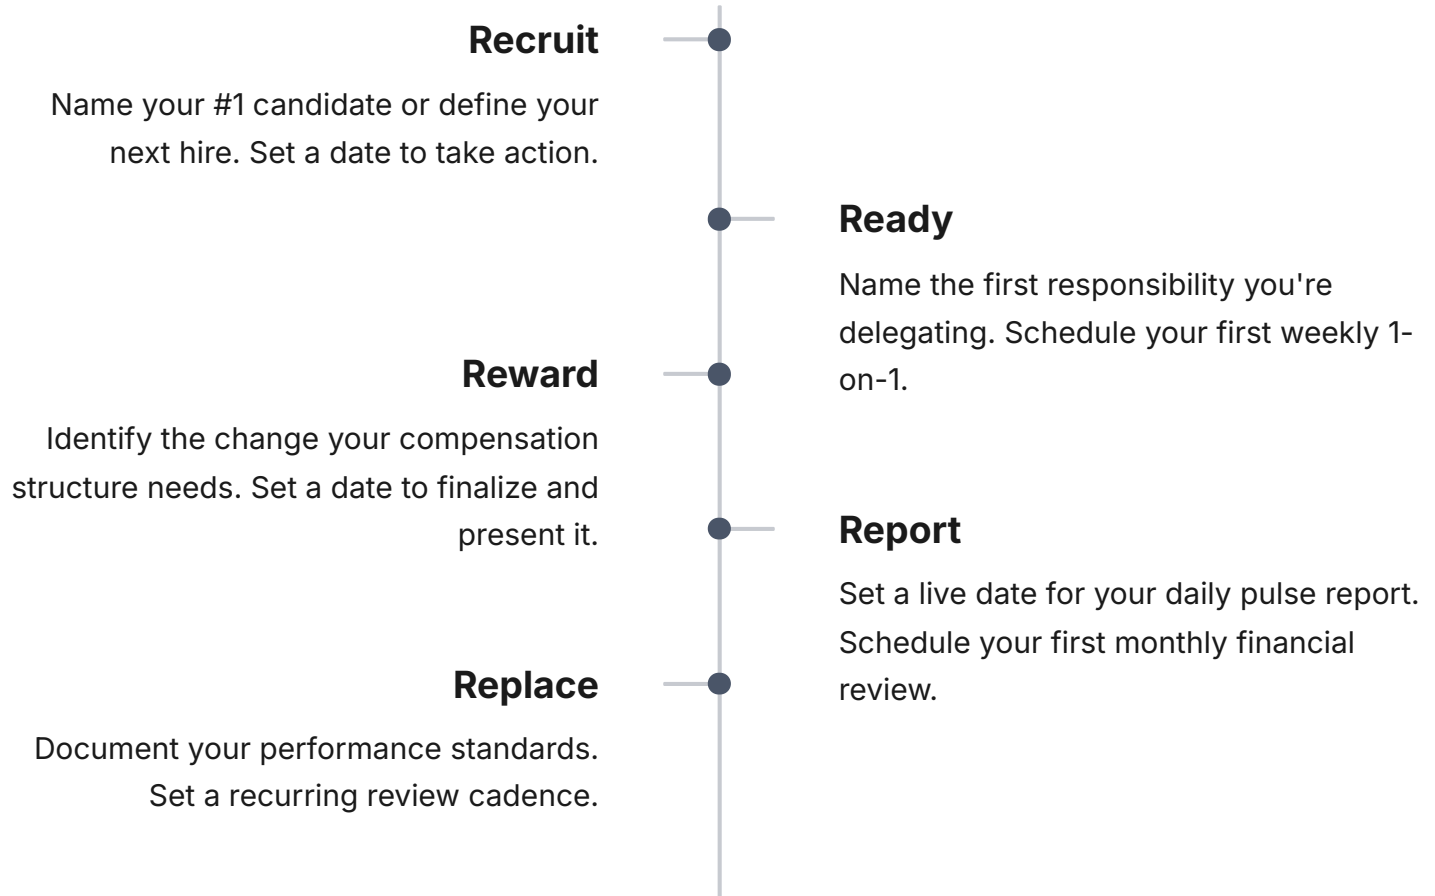 Recruit
Name your #1 candidate or define your
next hire. Set a date to take action.
Ready
Name the first responsibility you're
delegating. Schedule your first weekly 1-
on-1.
Reward
Identify the change your compensation
structure needs. Set a date to finalize and
present it.
Report
Set a live date for your daily pulse report.
Schedule your first monthly financial
review.
Replace
Document your performance standards.
Set a recurring review cadence.